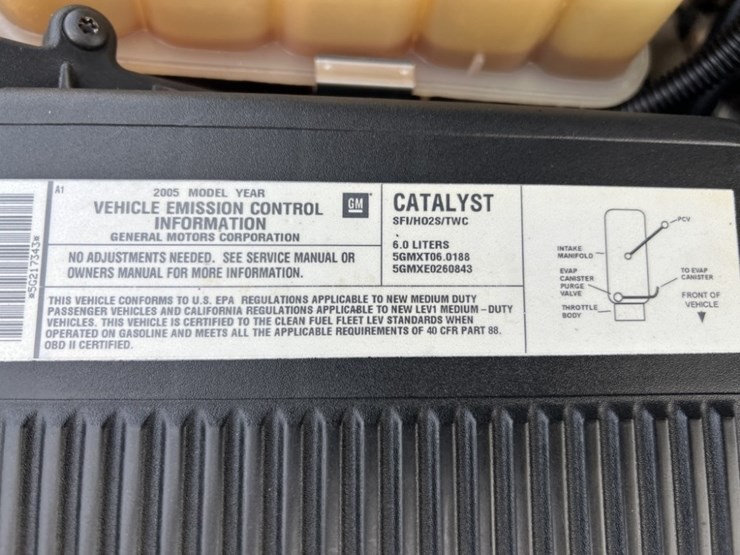 A1
2005 MODEL YEAR
VEHICLE EMISSION CONTROL
INFORMATION
GENERAL MOTORS CORPORATION
GM
NO ADJUSTMENTS NEEDED. SEE SERVICE MANUAL OR
OWNERS MANUAL FOR MORE INFORMATION.
CATALYST
SFI/HO2S/TWC
6.0 LITERS
5GMXT06.0188
5GMXE0260843
THIS VEHICLE CONFORMS TO U.S. EPA REGULATIONS APPLICABLE TO NEW MEDIUM DUTY
PASSENGER VEHICLES AND CALIFORNIA REGULATIONS APPLICABLE TO NEW LEV1 MEDIUM-DUTY
VEHICLES. THIS VEHICLE IS CERTIFIED TO THE CLEAN FUEL FLEET LEV STANDARDS WHEN
OPERATED ON GASOLINE AND MEETS ALL THE APPLICABLE REQUIREMENTS OF 40 CFR PART 88.
OBD II CERTIFIED.
*5G217343*
PCV
INTAKE
MANIFOLD
EVAP
CANISTER
PURGE
VALVE
THROTTLE
BODY
TO EVAP
CANISTER
FRONT OF
VEHICLE